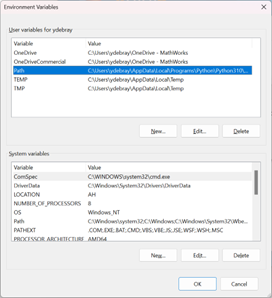 Environment Variables
User variables for ydebray
Variable Value
OneDrive C:\Users\ydebray\OneDrive - MathWorks
OneDriveCommercial C:\Users\ydebray\OneDrive - MathWorks
Path C:\Users\ydebray\AppData\Local\Programs\Python\Python310\...
TEMP C:\Users\ydebray\AppData\Local\Temp
TMP C:\Users\ydebray\AppData\Local\Temp
New... Edit... Delete
System variables
Variable Value
ComSpec C:\WINDOWS\system32\cmd.exe
DriverData C:\Windows\System32\Drivers\DriverData
LOCATION AH
NUMBER_OF_PROCESSORS 8
OS Windows_NT
Path C:\Windows\system32;C:\Windows;C:\Windows\System32\Wbe...
PATHEXT .COM;.EXE;.BAT;.CMD;.VBS;.VBE;.JS;.JSE;.WSF;.WSH;.MSC
PROCESSOR_ARCHITECTURE AMD64
New... Edit... Delete
OK Cancel